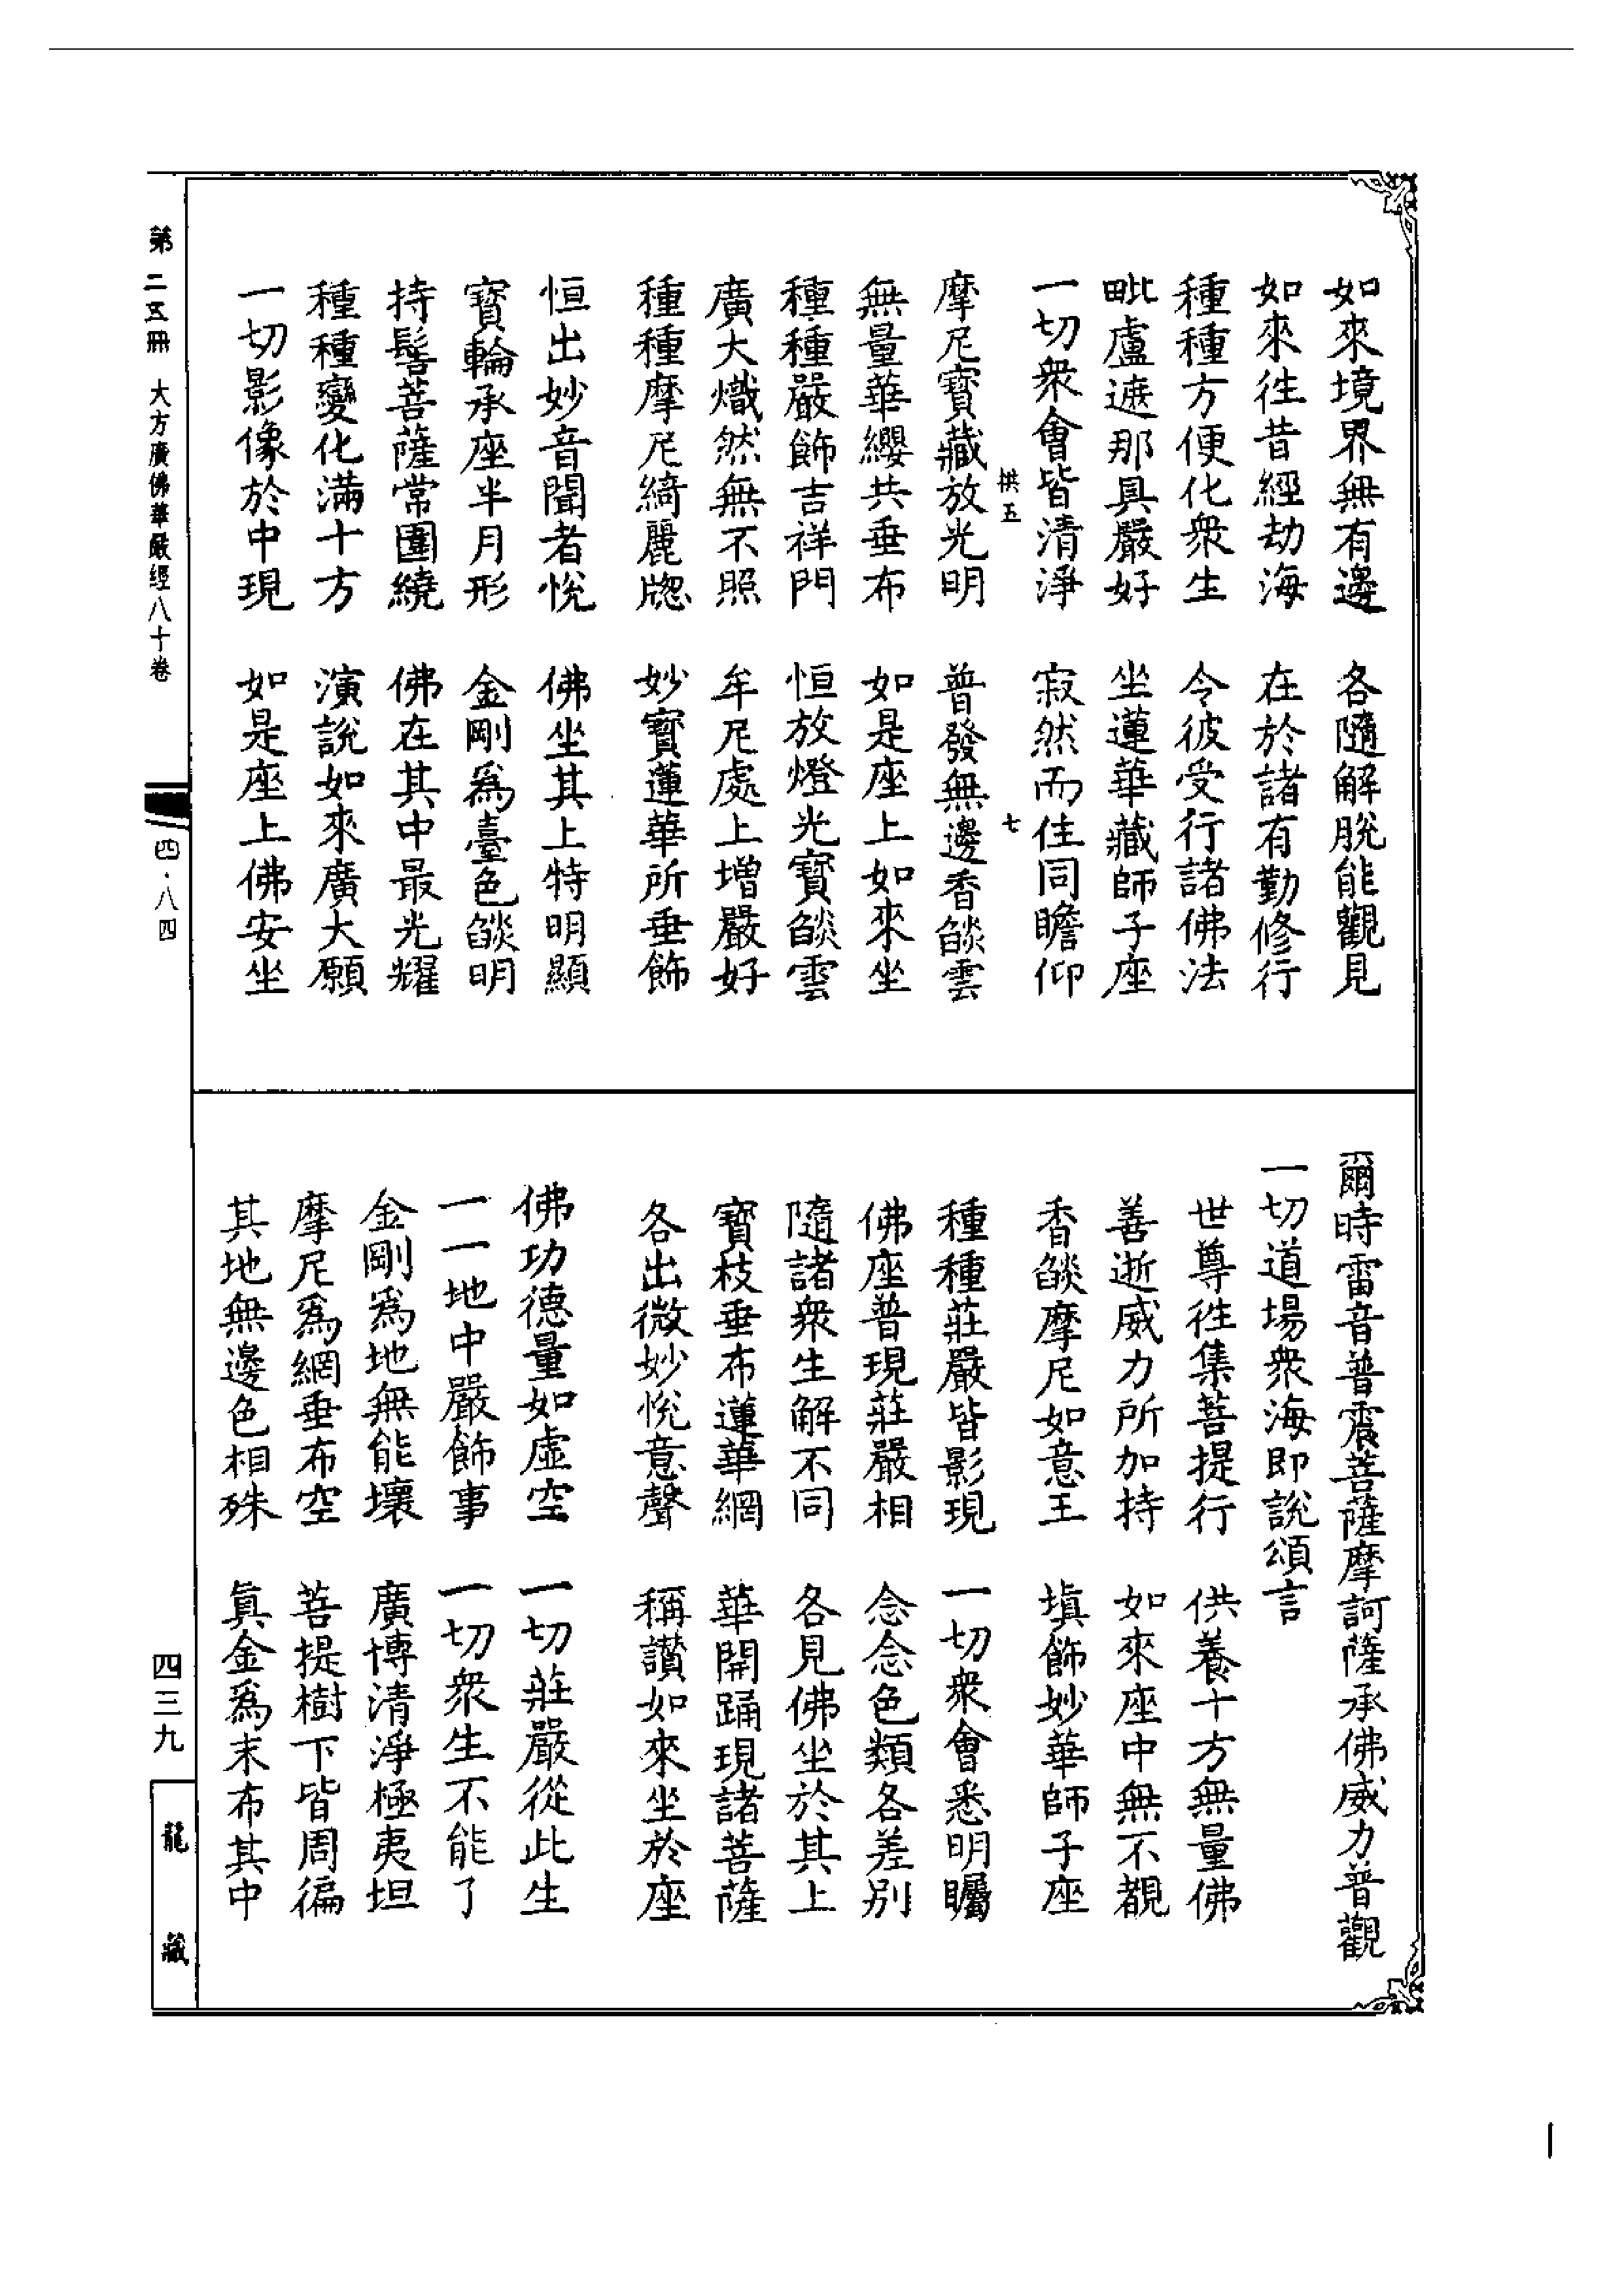 如來境界無有邊　各隨解脫能觀見
如來徃昔經劫海　在於諸有勤修行
種種方便化衆生　令彼受行諸佛法
毗盧遮那具嚴好　坐蓮華藏師子座
一切衆會皆清淨　寂然而住同瞻仰
拱五　七
摩尼寶藏放光明　普發無邊香燄雲
無量華纓共垂布　如是座上如來坐
種種嚴飾吉祥門　恒放燈光寶燄雲
廣大熾然無不照　牟尼處上增嚴好
種種摩尼綺麗牕　妙寶蓮華所垂飾
恒出妙音聞者悅　佛坐其上特明顯
寶輪承座半月形　金剛爲臺色燄明
持髻菩薩常圍繞　佛在其中最光耀
種種變化滿十方　演說如來廣大願
一切影像於中現　如是座上佛安坐
爾時雷音普震菩薩摩訶薩承佛威力普觀
一切道場衆海即說頌言
世尊徃集菩提行　供養十方無量佛
善逝威力所加持　如來座中無不覩
香燄摩尼如意王　填飾妙華師子座
種種莊嚴皆影現　一切衆會悉明矚
佛座普現莊嚴相　念念色類各差別
隨諸衆生解不同　各見佛坐於其上
寶枝垂布蓮華網　華開踊現諸菩薩
各出微妙悅意聲　稱讃如來坐於座
佛功德量如虛空　一切莊嚴從此生
一一地中嚴飾事　一切衆生不能了
金剛爲地無能壞　廣博清淨極夷坦
摩尼爲網垂布空　菩提樹下皆周徧
其地無邊色相殊　真金爲末布其中
第二五冊　大方廣佛華嚴經八十卷　四·八四
四三九
龍藏